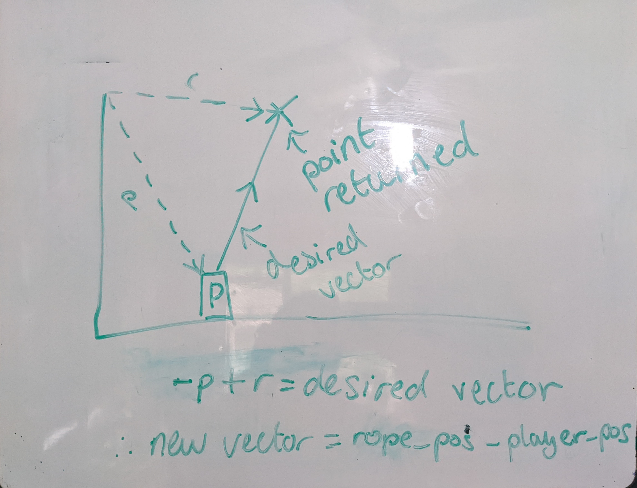 r
point
returned
p
desired
vector
P
-p+r = desired vector
∴ new vector = rope_pos - player_pos